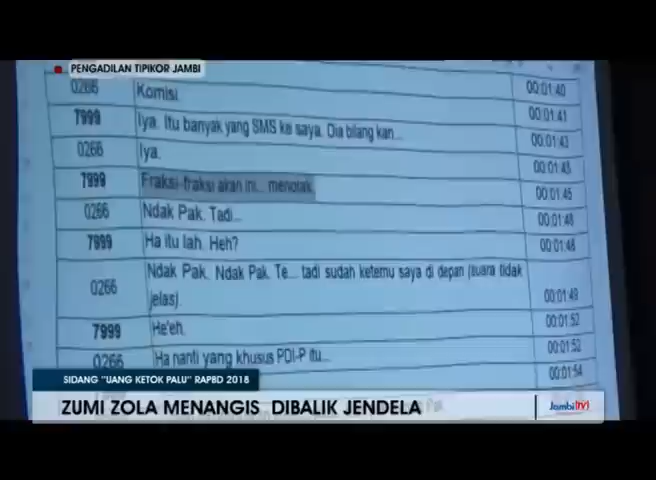 PENGADILAN TIPIKOR JAMBI
0266 Komisi 00:01:40
7999 Iya. Itu banyak yang SMS ke saya. Dia bilang kan... 00:01:41
0266 Iya. 00:01:43
7999 Fraksi-fraksi akan ini... menolak. 00:01:45
0266 Ndak Pak. Tadi... 00:01:45
7999 Ha itu lah. Heh? 00:01:48
0266 Ndak Pak. Ndak Pak. Te... tadi sudah ketemu saya di depan (suara tidak 00:01:48
jelas). 00:01:49
7999 He'eh. 00:01:52
0266 Ha nanti yang khusus PDI-P itu... 00:01:52
00:01:54
SIDANG "UANG KETOK PALU" RAPBD 2018
ZUMI ZOLA MENANGIS DIBALIK JENDELA
Jambi TV